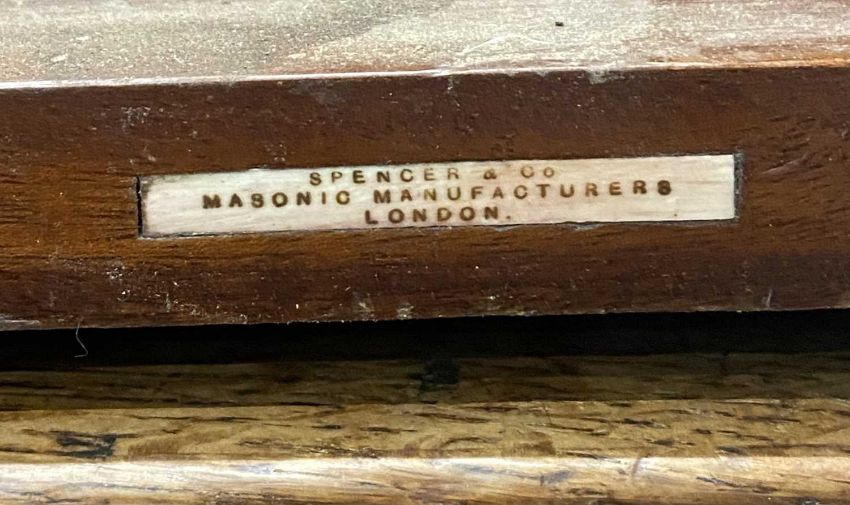 SPENCER & CO
MASONIC MANUFACTURERS
LONDON.